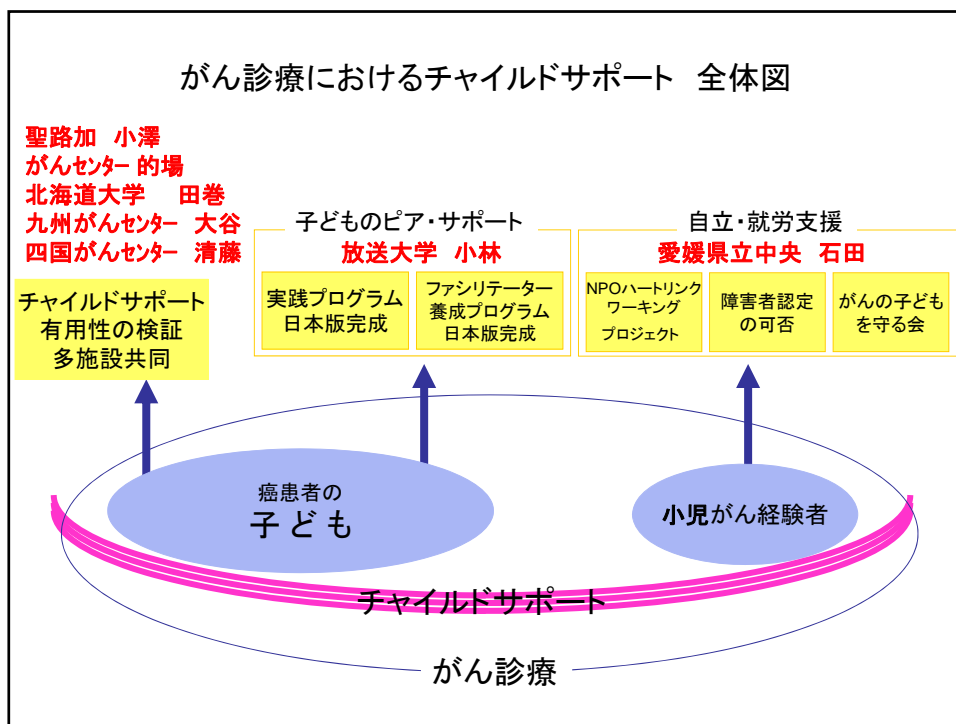 がん診療におけるチャイルドサポート 全体図
聖路加 小澤
がんセンター 的場
北海道大学 田巻
九州がんセンター 大谷
四国がんセンター 清藤
チャイルドサポート
有用性の検証
多施設共同
子どものピア・サポート
放送大学 小林
実践プログラム
日本版完成
ファシリテーター
養成プログラム
日本版完成
自立・就労支援
愛媛県立中央 石田
NPOハートリンク
ワーキング
プロジェクト
障害者認定
の可否
がんの子ども
を守る会
癌患者の
子ども
小児がん経験者
チャイルドサポート
がん診療